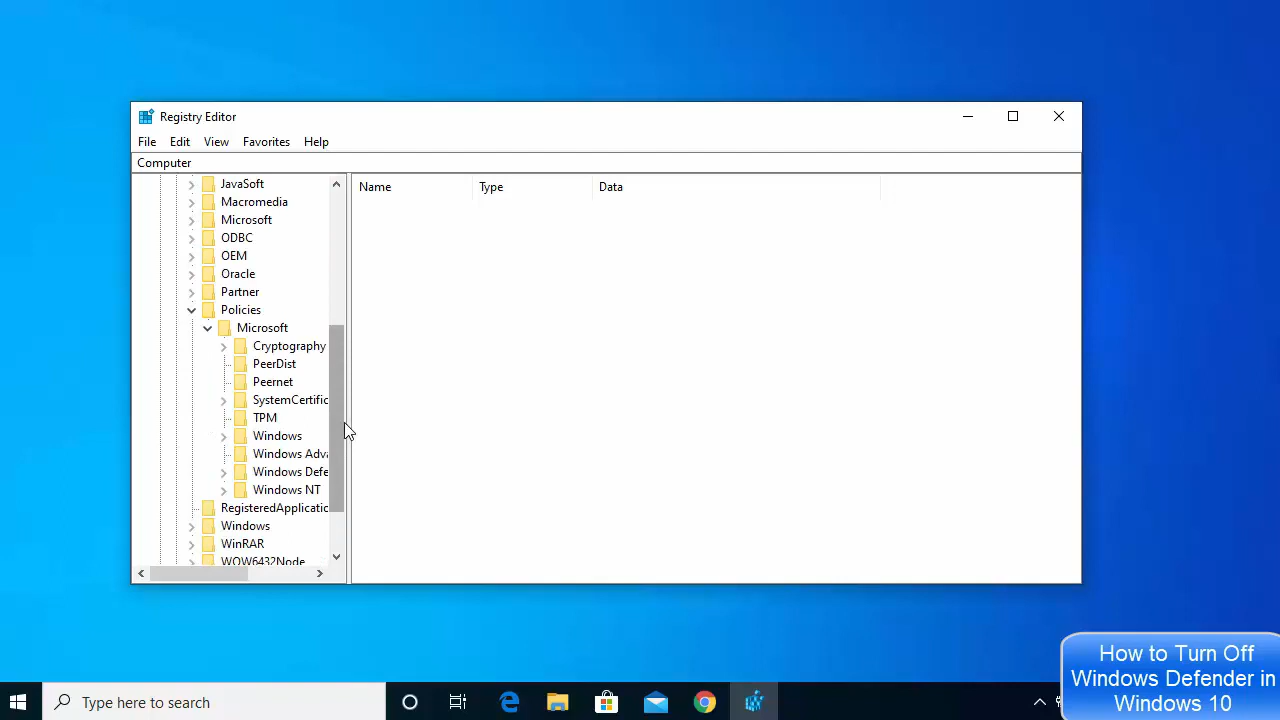 Registry Editor
File Edit View Favorites Help
Computer
Name Type Data
JavaSoft
Macromedia
Microsoft
ODBC
OEM
Oracle
Partner
Policies
Microsoft
Cryptography
PeerDist
Peernet
SystemCertific
TPM
Windows
Windows Adv
Windows Defe
Windows NT
RegisteredApplicatio
Windows
WinRAR
WOW6432Node
Type here to search
How to Turn Off
Windows Defender in
Windows 10